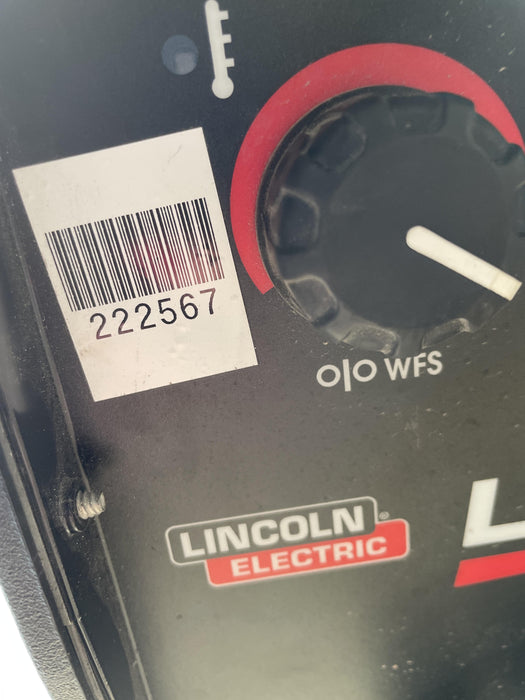 222567
o|o WFS
LINCOLN®
ELECTRIC
L